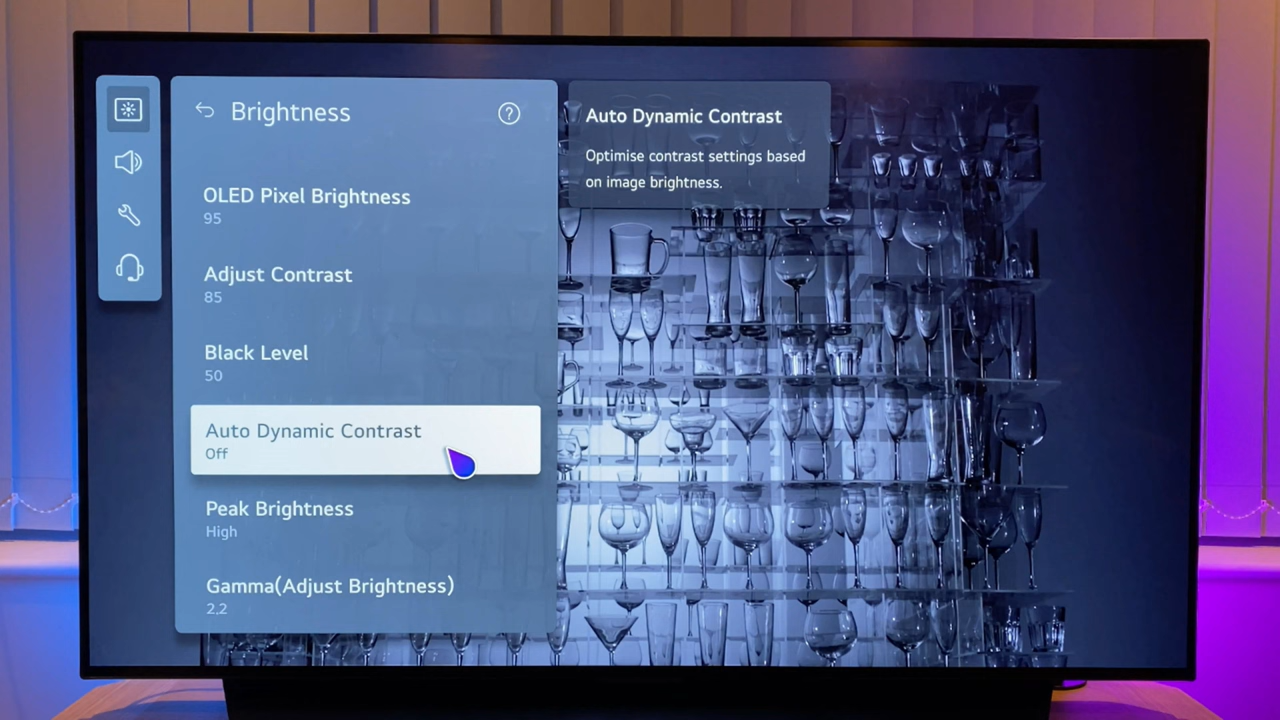 Brightness
?
OLED Pixel Brightness
95
Adjust Contrast
85
Black Level
50
Auto Dynamic Contrast
Off
Peak Brightness
High
Gamma(Adjust Brightness)
2.2
Auto Dynamic Contrast
Optimise contrast settings based
on image brightness.